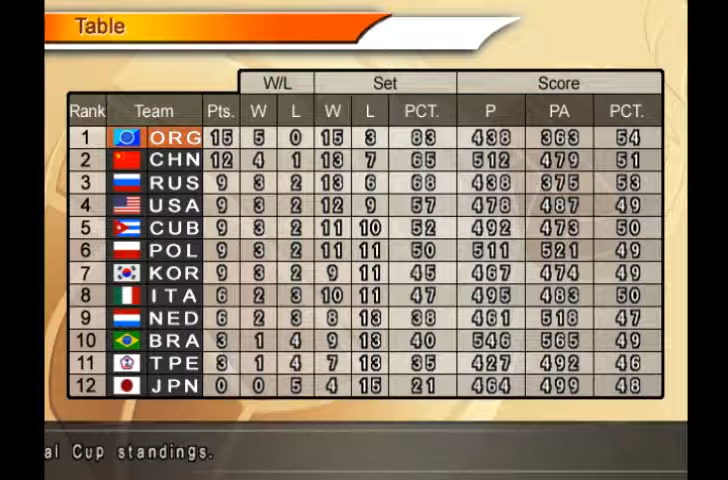 Table
W/L Set Score
Rank Team Pts. W L W L PCT. P PA PCT.
1 ORG 15 5 0 15 3 83 438 363 54
2 CHN 12 4 1 13 7 65 512 479 51
3 RUS 9 3 2 13 6 68 438 375 53
4 USA 9 3 2 12 9 57 478 487 49
5 CUB 9 3 2 11 10 52 492 473 50
6 POL 9 3 2 11 11 50 511 521 49
7 KOR 9 3 2 9 11 45 467 474 49
8 ITA 6 2 3 10 11 47 495 483 50
9 NED 6 2 3 8 13 38 461 518 47
10 BRA 3 1 4 9 13 40 546 565 49
11 TPE 3 1 4 7 13 35 427 492 46
12 JPN 0 0 5 4 15 21 464 499 48
al Cup standings.